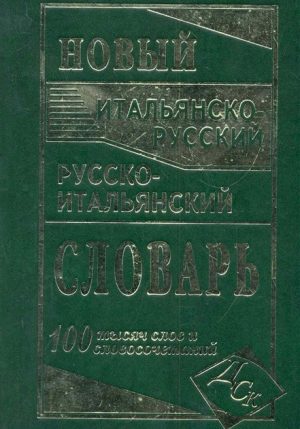 НОВЫЙ
ИТАЛЬЯНСКО-
РУССКИЙ
РУССКО-
ИТАЛЬЯНСКИЙ
СЛОВАРЬ
100 тысяч слов и
словосочетаний
ДСК